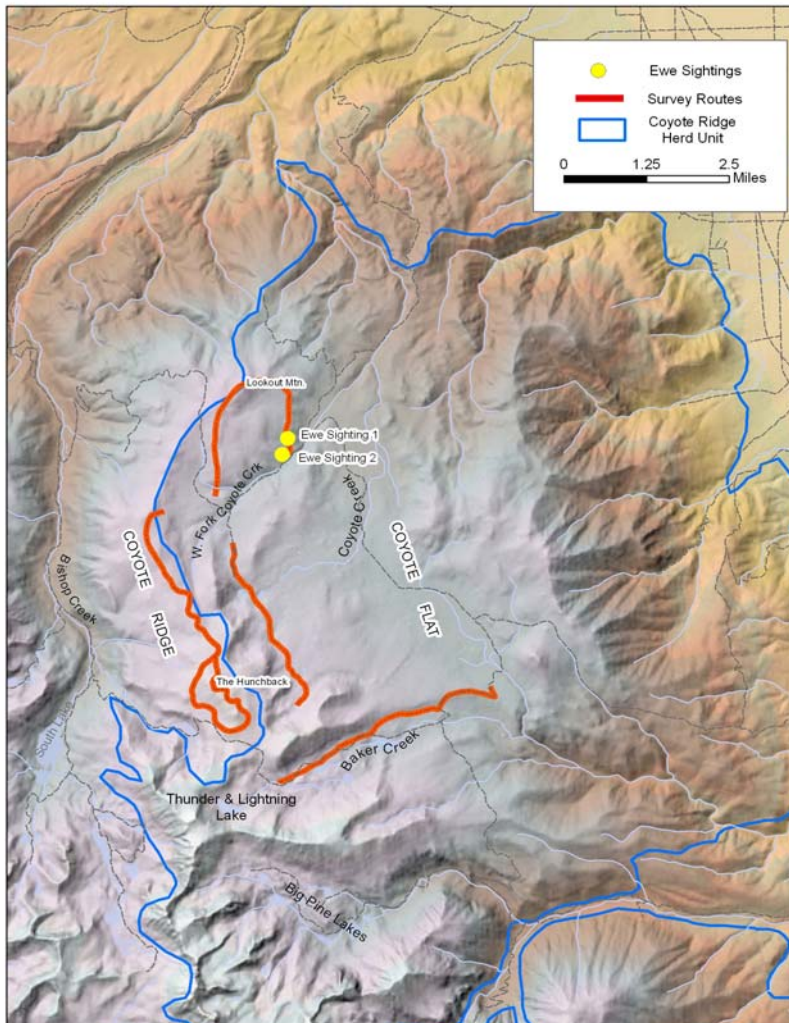 Ewe Sightings
Survey Routes
Coyote Ridge
Herd Unit
0 1.25 2.5
Miles
Lookout Mtn.
Ewe Sighting 1
Ewe Sighting 2
W. Fork Coyote Crk
Coyote Creek
COYOTE
FLAT
COYOTE
RIDGE
Bishop Creek
The Hunchback
South Lake
Baker Creek
Thunder & Lightning
Lake
Big Pine Lakes